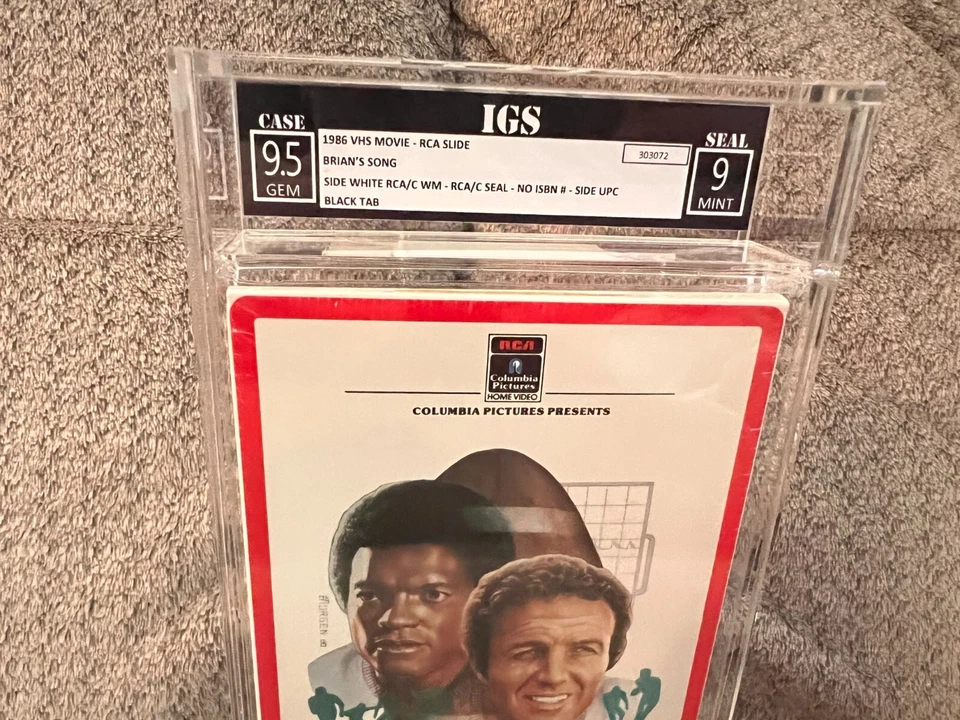 IGS
CASE
9.5
GEM
1986 VHS MOVIE - RCA SLIDE
BRIAN'S SONG
SIDE WHITE RCA/C WM - RCA/C SEAL - NO ISBN # - SIDE UPC
BLACK TAB
303072
SEAL
9
MINT
RCA
Columbia
Pictures
HOME VIDEO
COLUMBIA PICTURES PRESENTS